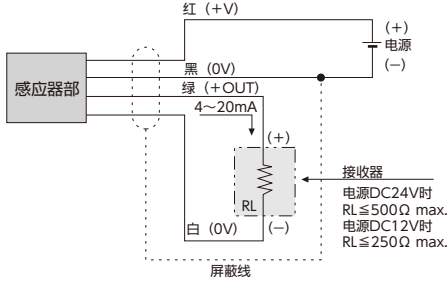 红（+V）
(+)
电源
(−)
黑（0V）
感应器部
绿（+OUT）
4～20mA
(+)
接收器
电源DC24V时
RL≦500Ω max.
电源DC12V时
RL≦250Ω max.
RL
白（0V）
(−)
屏蔽线